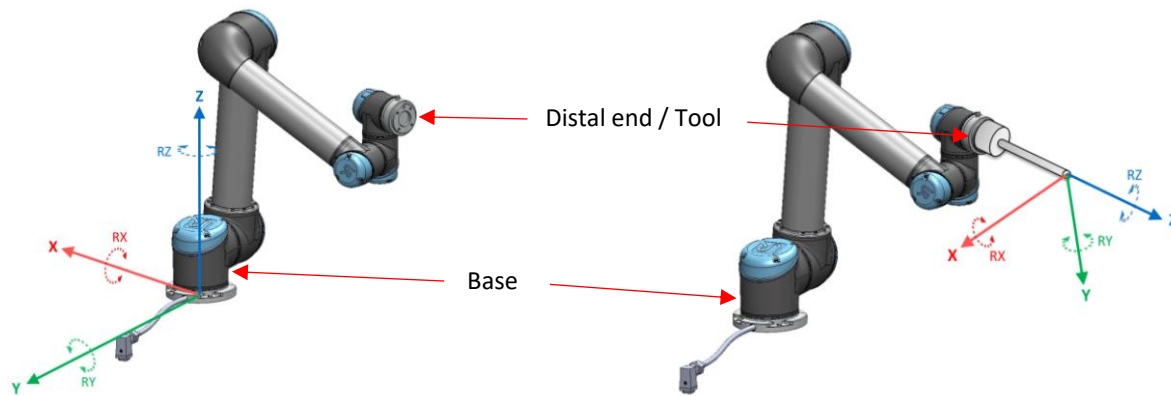 Z
RZ
X
RX
Y
RY
Distal end / Tool
Base
RZ
Z
X
RX
RY
Y